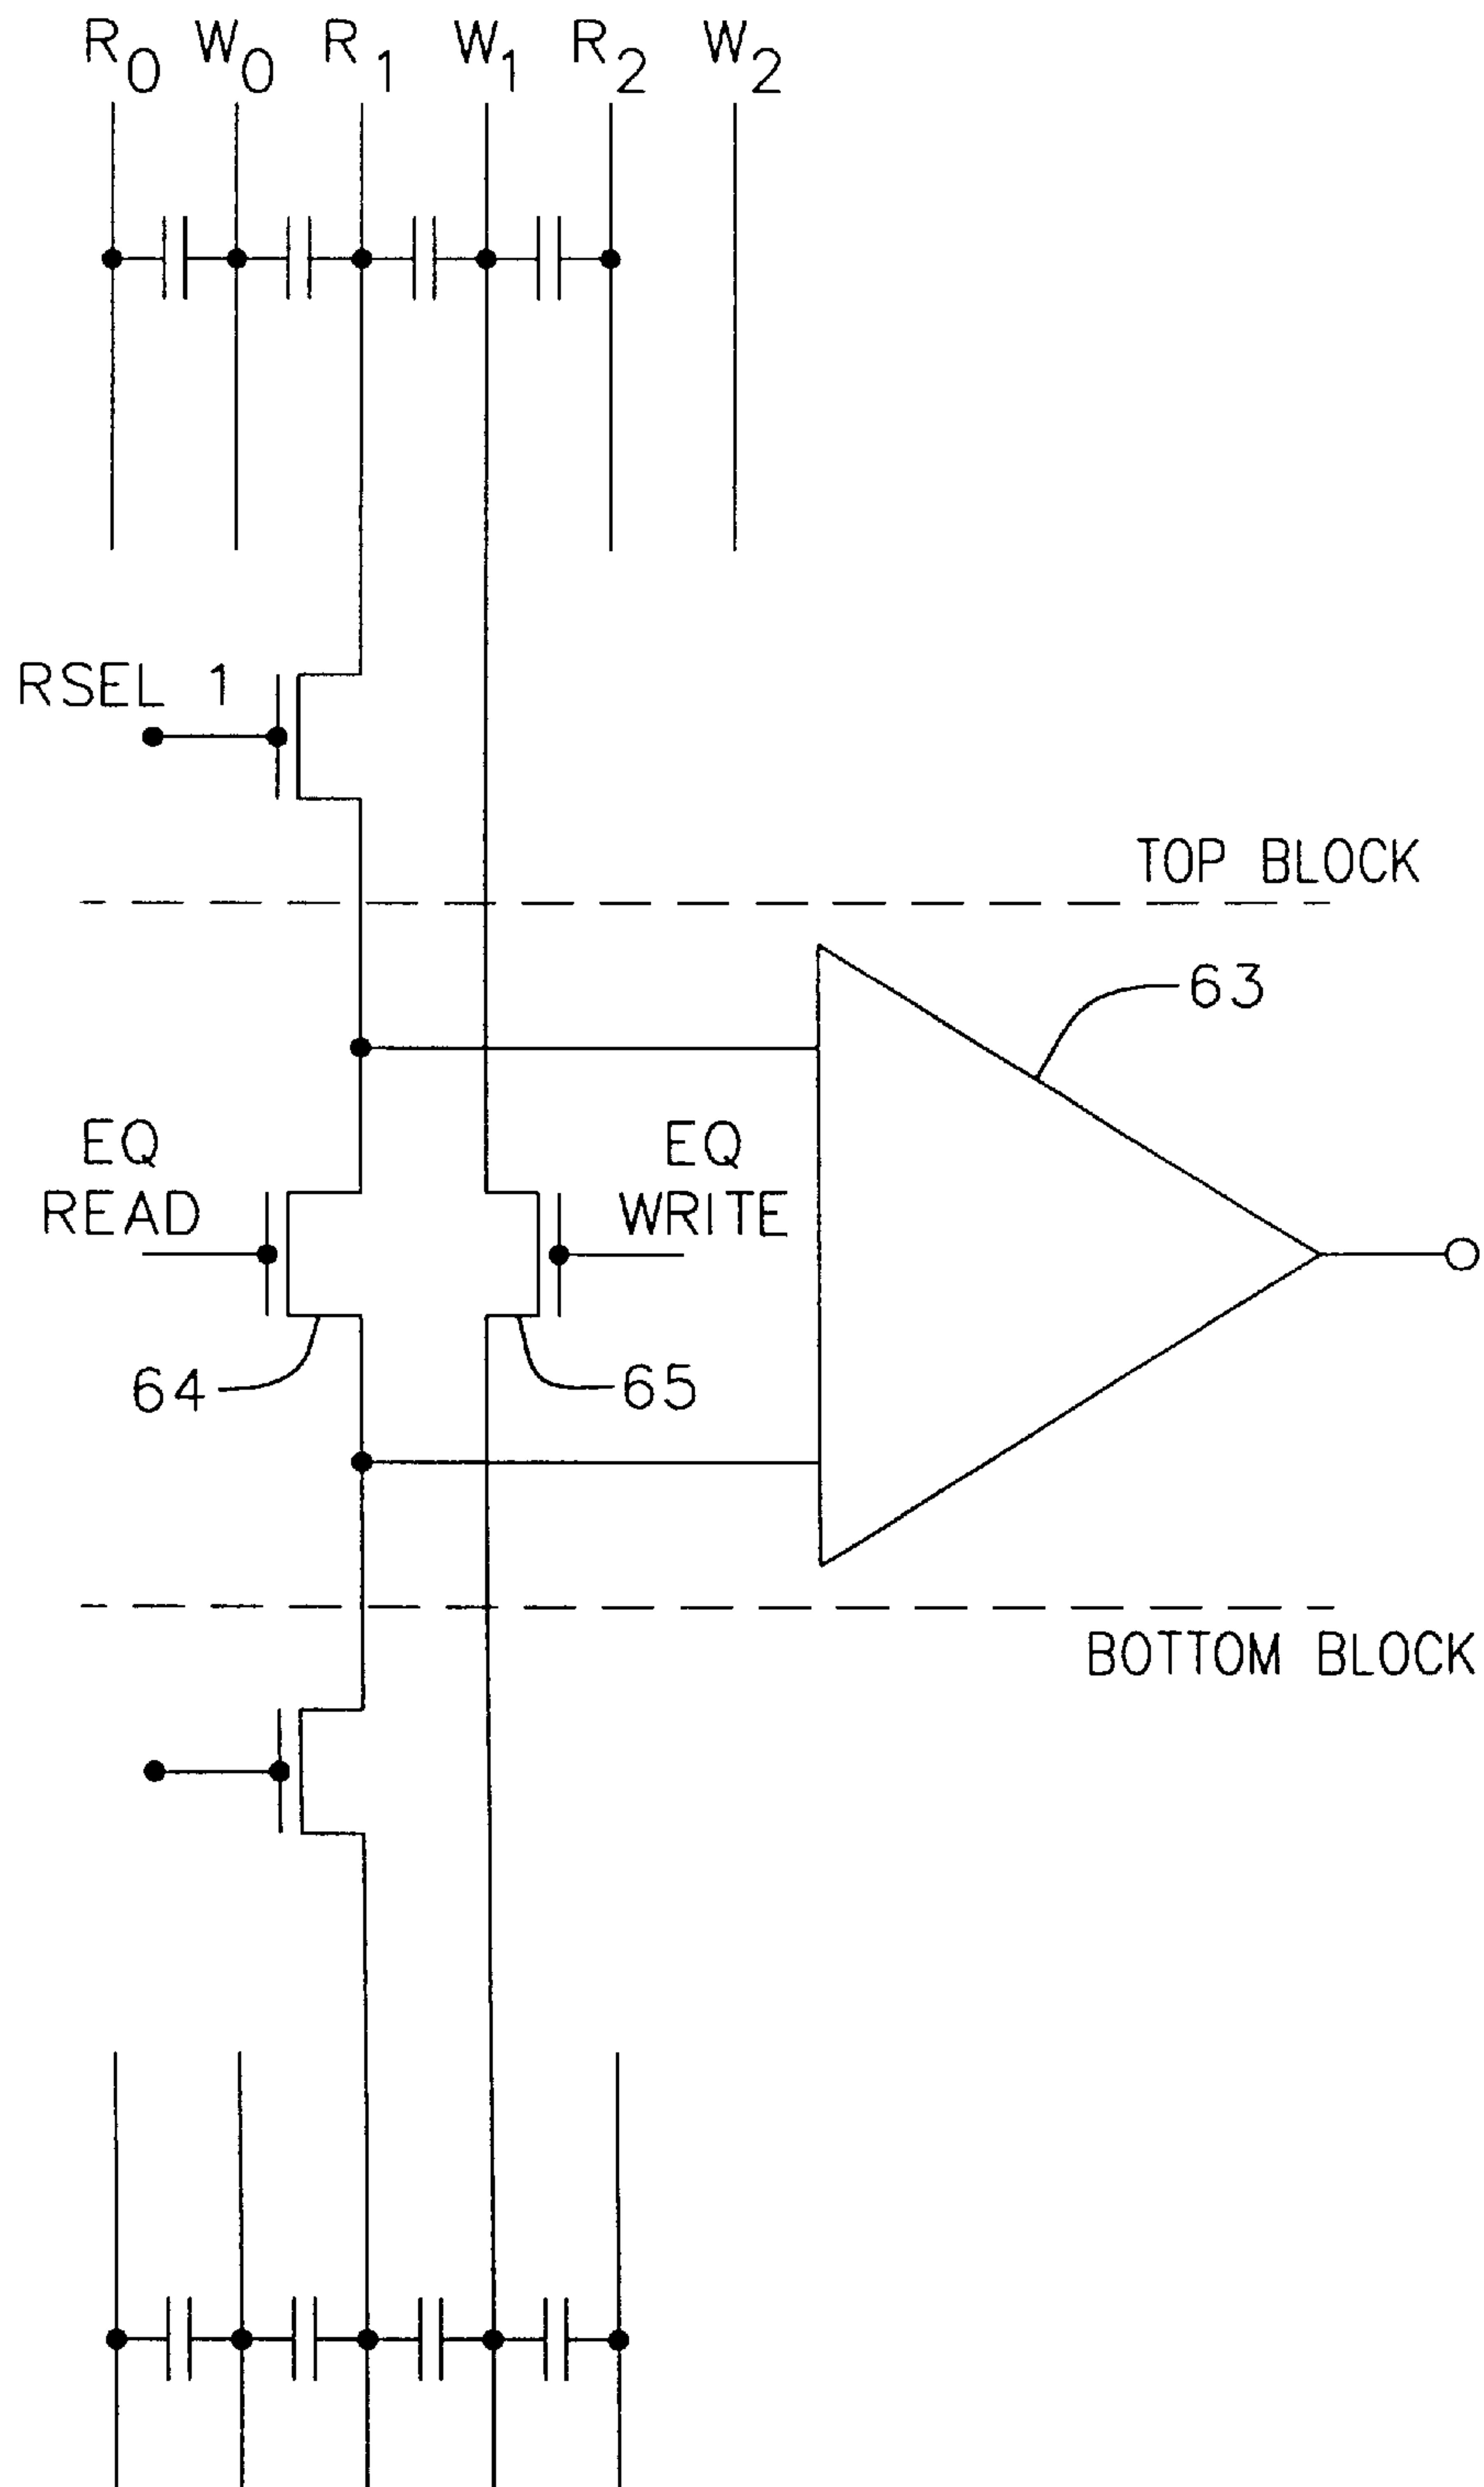 R0 W0 R1 W1 R2 W2
RSEL 1
TOP BLOCK
63
EQ
READ
EQ
WRITE
64
65
BOTTOM BLOCK